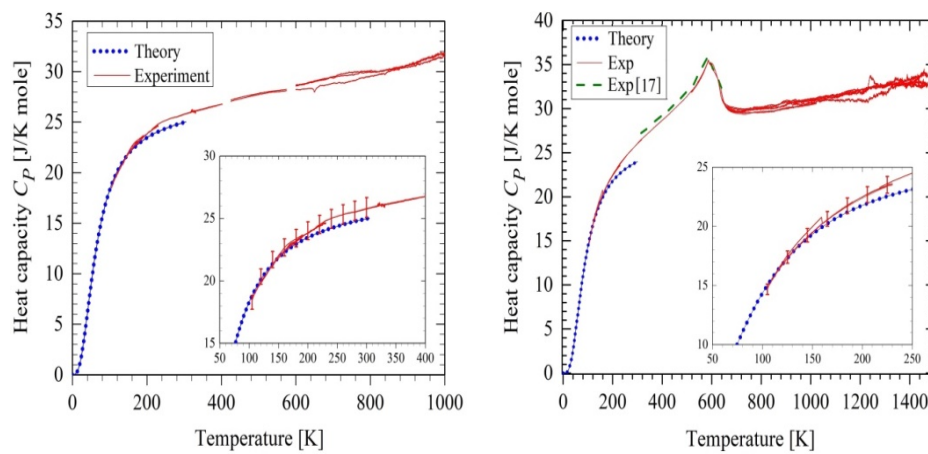 35
30
25
20
15
10
5
0
Heat capacity C_P [J/K mole]
Theory
Experiment
30
25
20
15
50 100 150 200 250 300 350 400
0 200 400 600 800 1000
Temperature [K]
40
35
30
25
20
15
10
5
0
Heat capacity C_P [J/K mole]
Theory
Exp
Exp[17]
25
20
15
10
50 100 150 200 250
0 200 400 600 800 1000 1200 1400
Temperature [K]